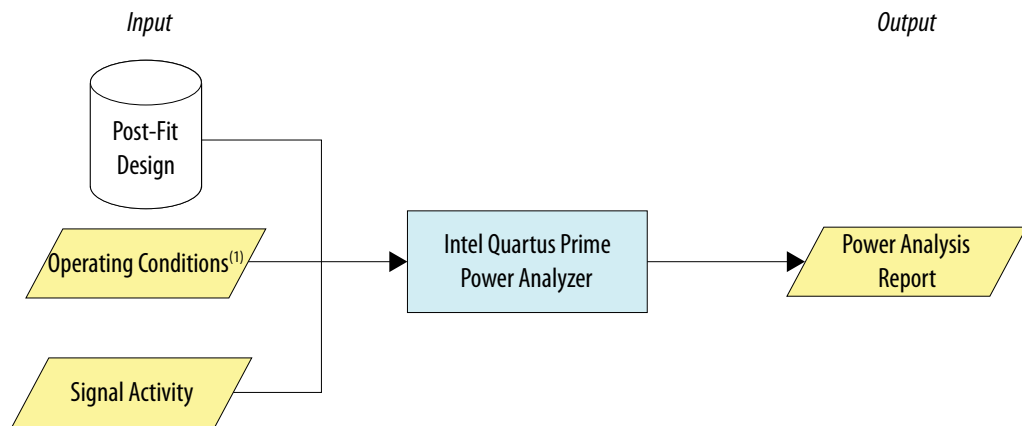 Input
Output
Post-Fit
Design
Operating Conditions(1)
Intel Quartus Prime
Power Analyzer
Power Analysis
Report
Signal Activity